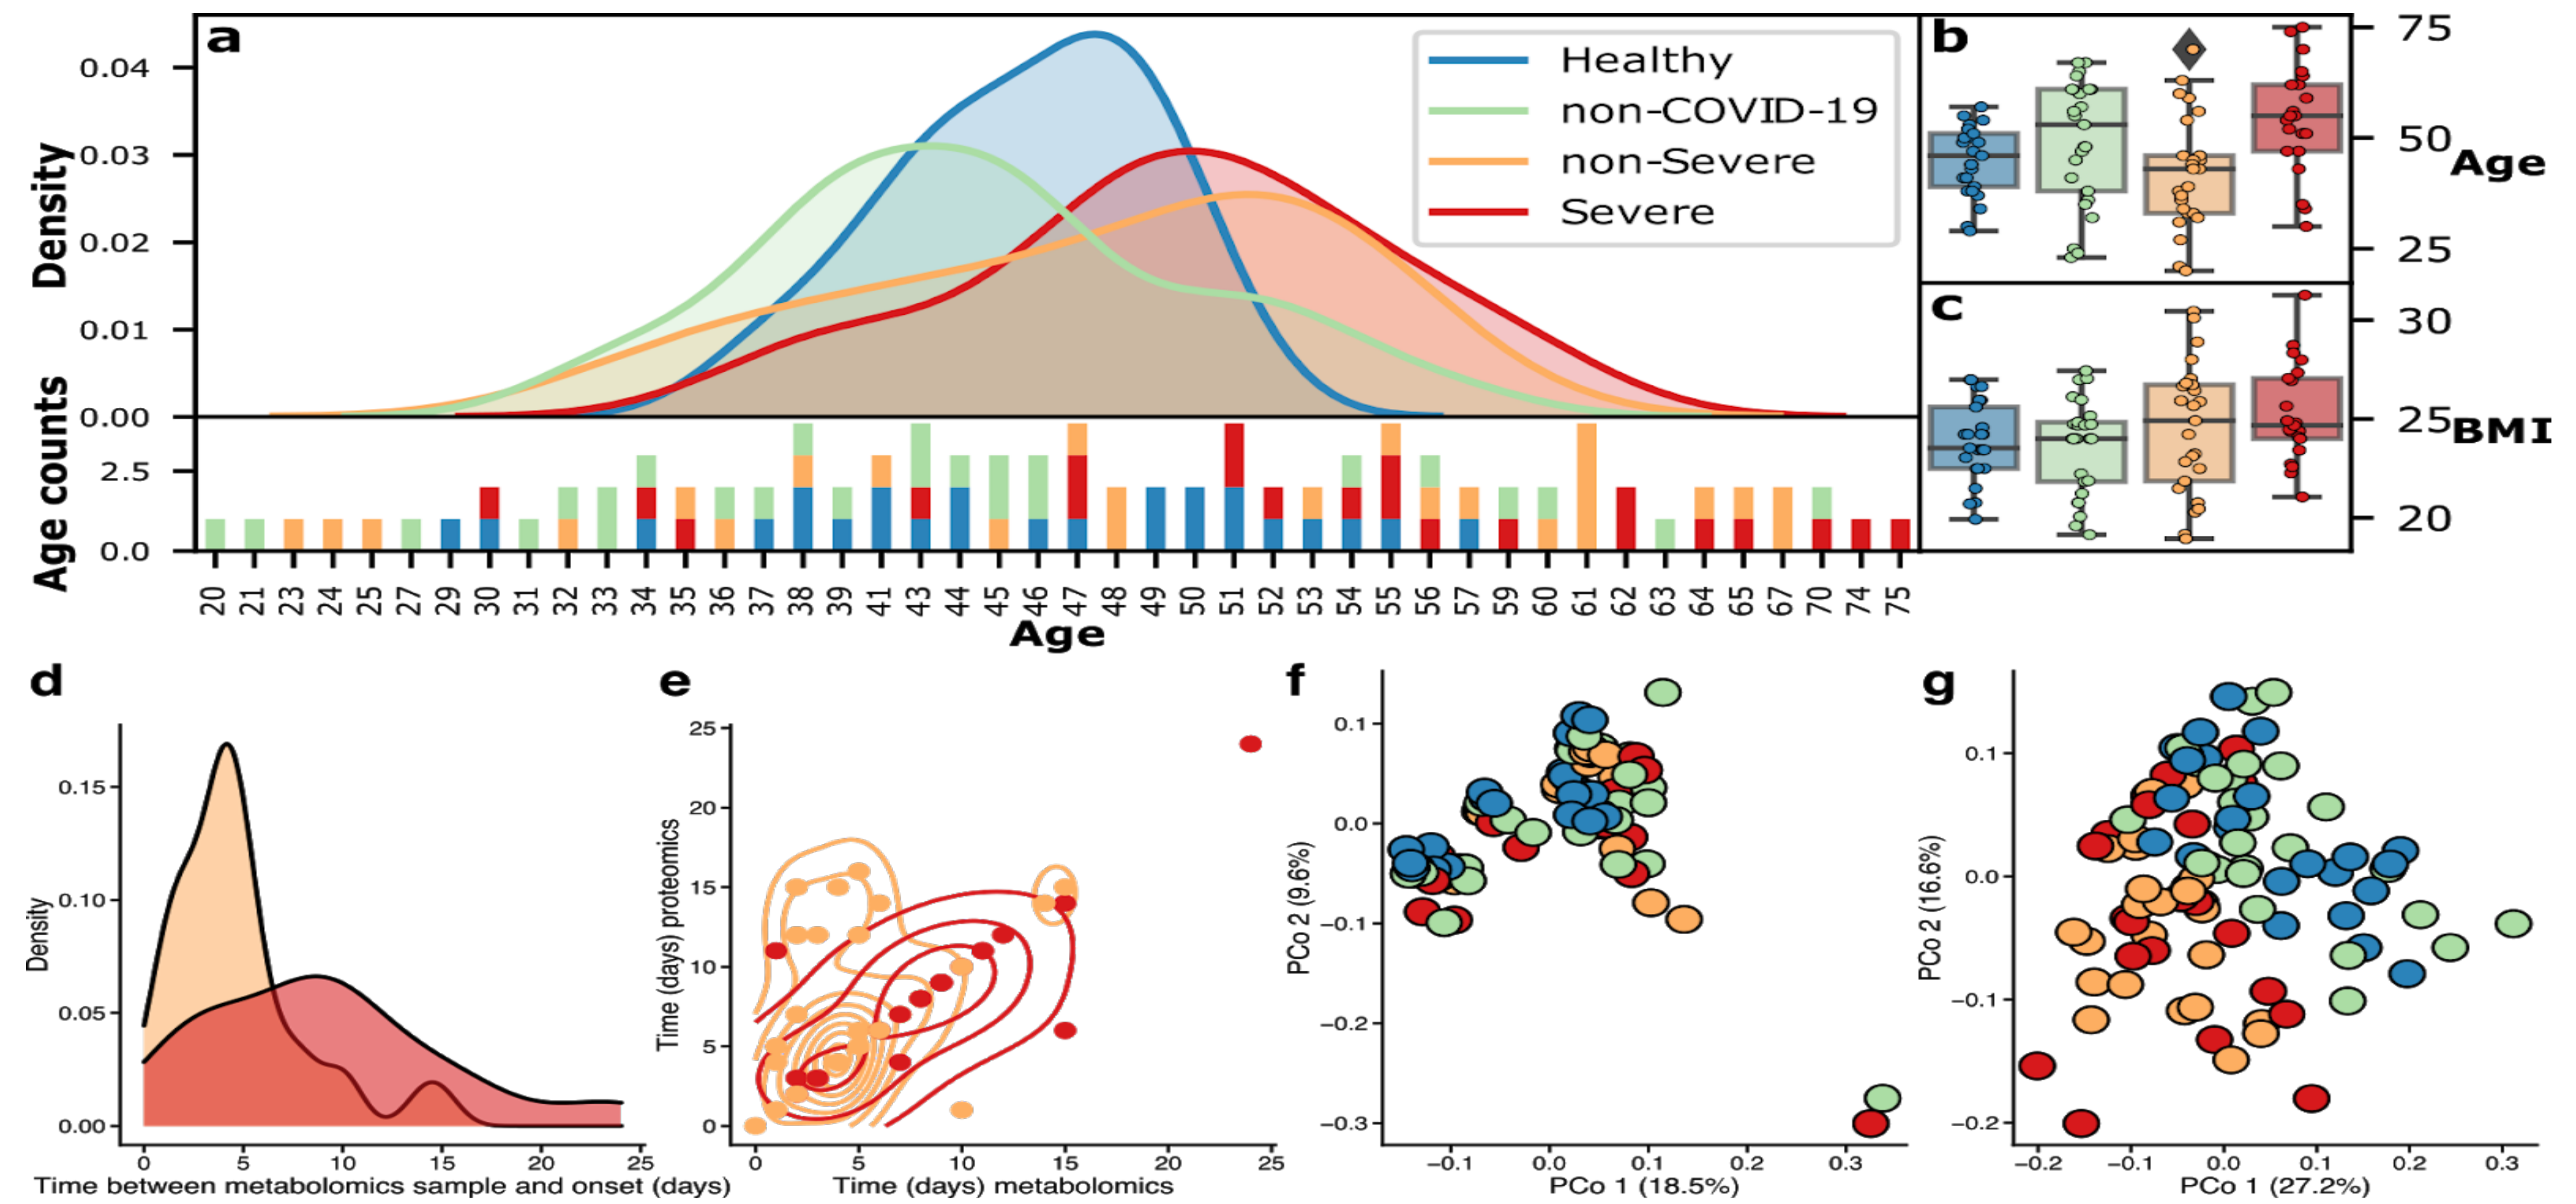 a
0.04
0.03
0.02
0.01
0.00
Density
Healthy
non-COVID-19
non-Severe
Severe
2.5
0.0
Age counts
20 21 23 24 25 27 29 30 31 32 33 34 35 36 37 38 39 41 43 44 45 46 47 48 49 50 51 52 53 54 55 56 57 59 60 61 62 63 64 65 67 70 74 75
Age
b
75
50
25
Age
c
30
25
20
BMI
d
0.15
0.10
0.05
0.00
Density
0 5 10 15 20 25
Time between metabolomics sample and onset (days)
e
25
20
15
10
5
0
Time (days) proteomics
0 5 10 15 20 25
Time (days) metabolomics
f
0.1
0.0
−0.1
−0.2
−0.3
PCo 2 (9.6%)
−0.1 0.0 0.1 0.2 0.3
PCo 1 (18.5%)
g
0.1
0.0
−0.1
−0.2
PCo 2 (16.6%)
−0.2 −0.1 0.0 0.1 0.2 0.3
PCo 1 (27.2%)